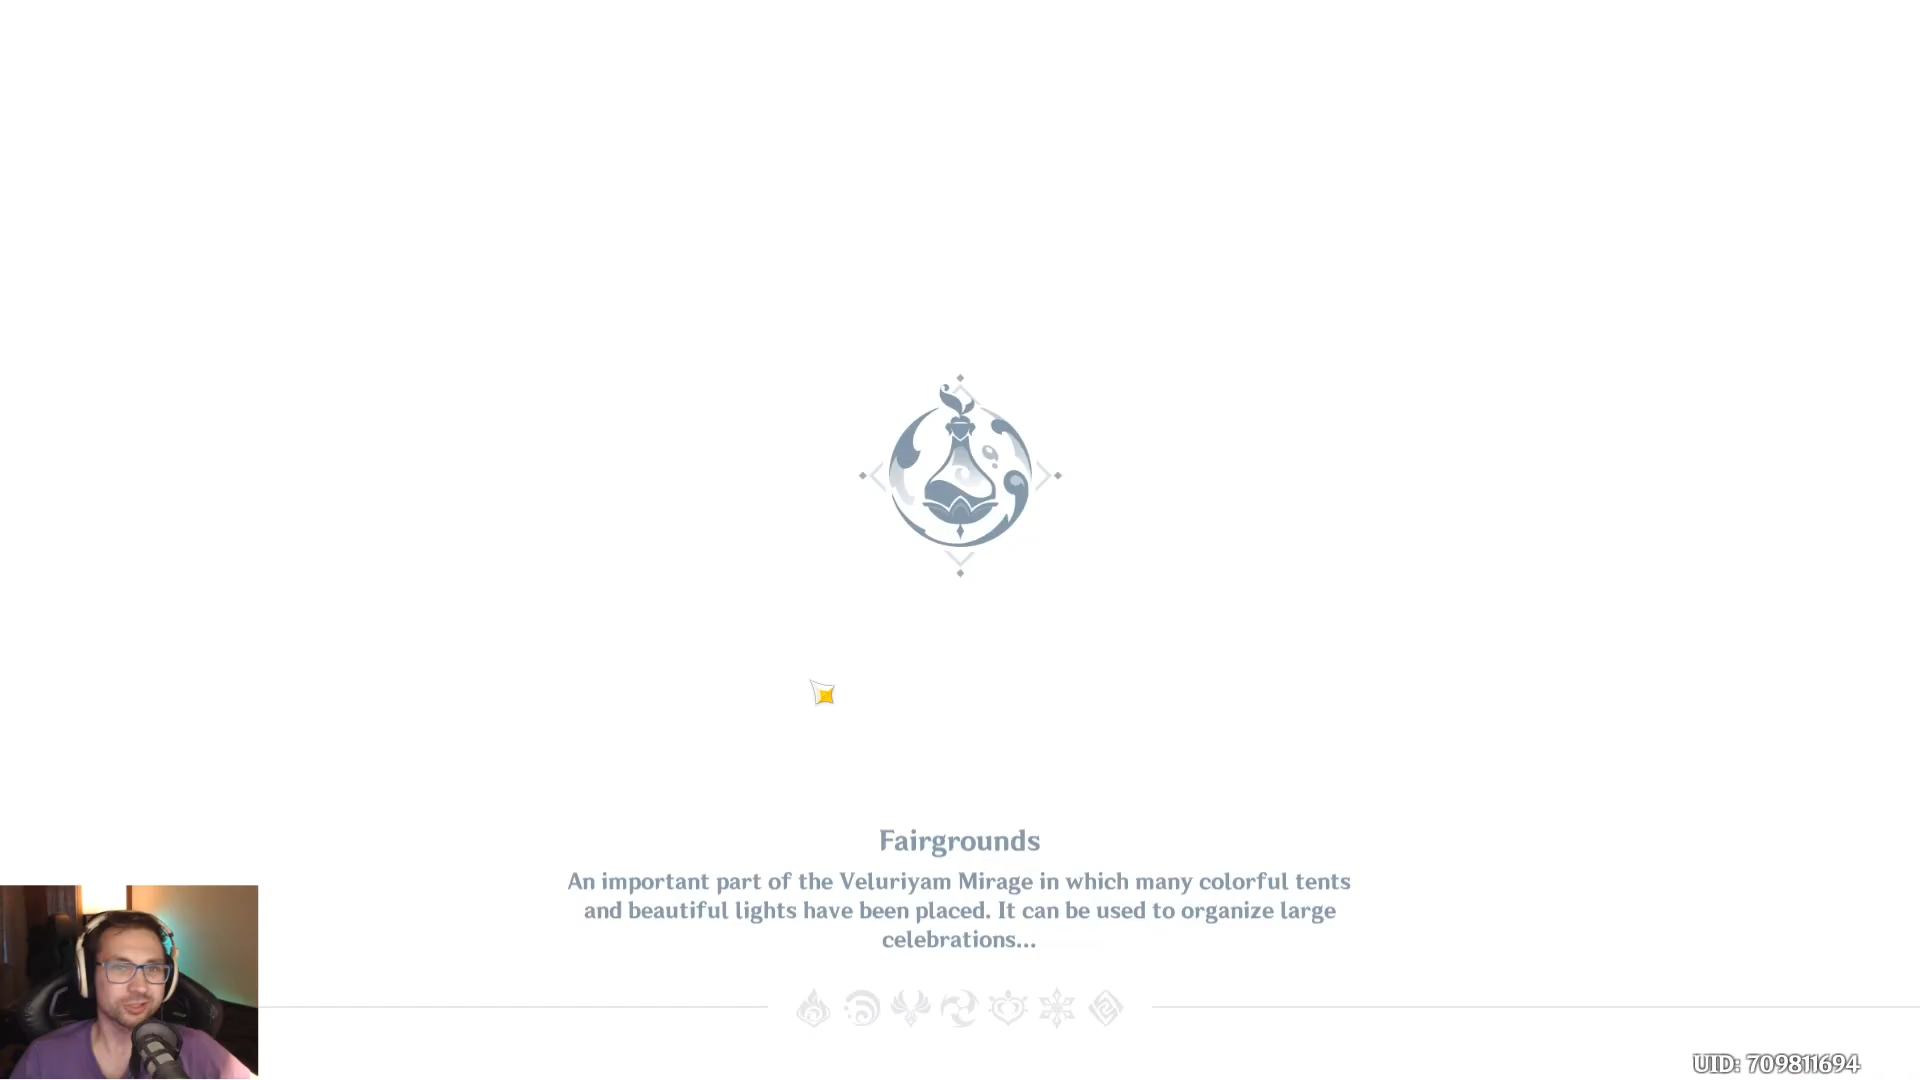 Fairgrounds
An important part of the Veluriyam Mirage in which many colorful tents
and beautiful lights have been placed. It can be used to organize large
celebrations...
UID: 709811694